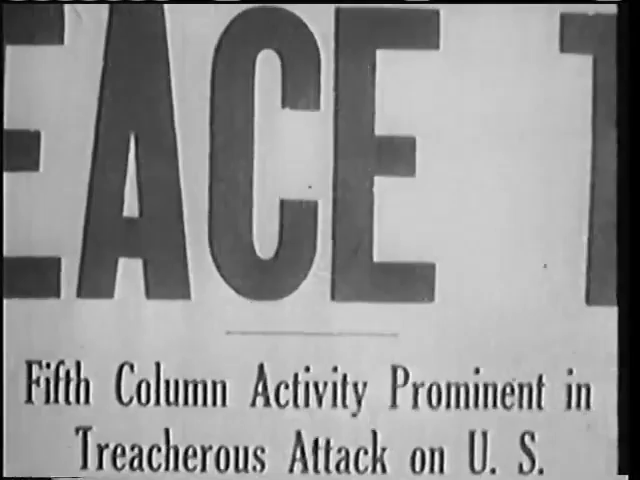 EACE T
Fifth Column Activity Prominent in
Treacherous Attack on U. S.